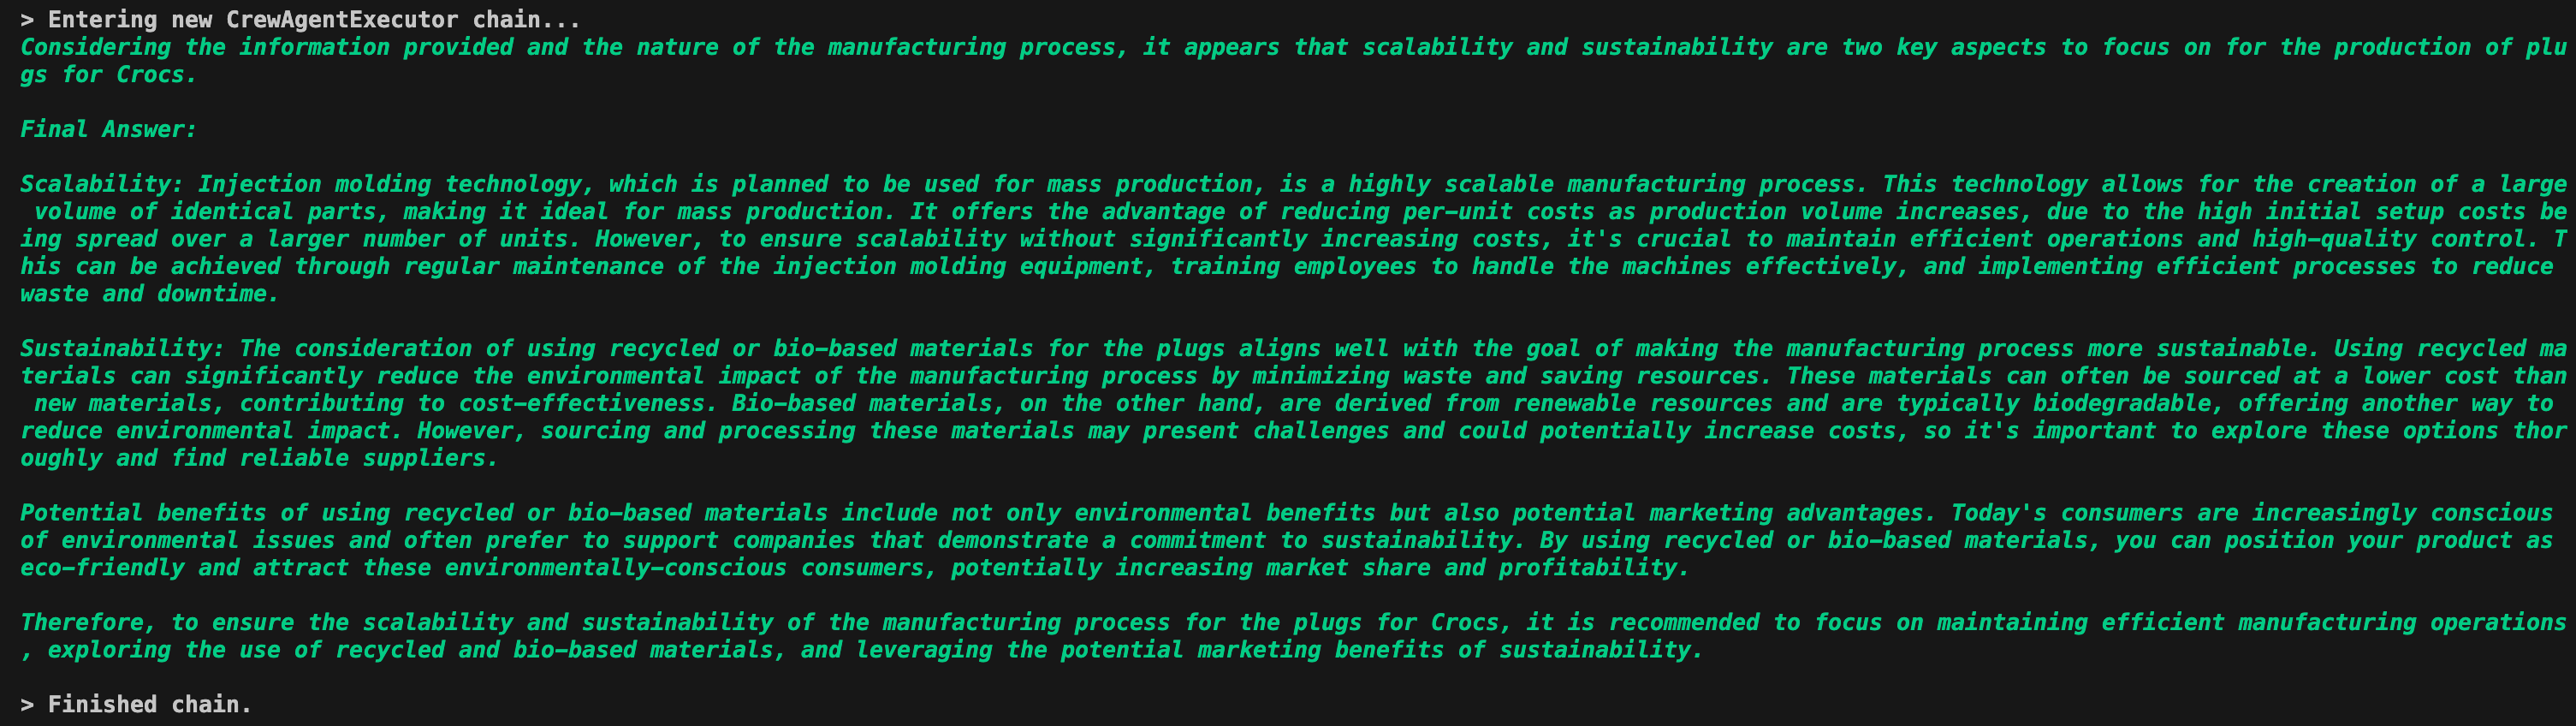 > Entering new CrewAgentExecutor chain...
Considering the information provided and the nature of the manufacturing process, it appears that scalability and sustainability are two key aspects to focus on for the production of plu
gs for Crocs.
Final Answer:
Scalability: Injection molding technology, which is planned to be used for mass production, is a highly scalable manufacturing process. This technology allows for the creation of a large
 volume of identical parts, making it ideal for mass production. It offers the advantage of reducing per-unit costs as production volume increases, due to the high initial setup costs be
ing spread over a larger number of units. However, to ensure scalability without significantly increasing costs, it's crucial to maintain efficient operations and high-quality control. T
his can be achieved through regular maintenance of the injection molding equipment, training employees to handle the machines effectively, and implementing efficient processes to reduce
waste and downtime.
Sustainability: The consideration of using recycled or bio-based materials for the plugs aligns well with the goal of making the manufacturing process more sustainable. Using recycled ma
terials can significantly reduce the environmental impact of the manufacturing process by minimizing waste and saving resources. These materials can often be sourced at a lower cost than
 new materials, contributing to cost-effectiveness. Bio-based materials, on the other hand, are derived from renewable resources and are typically biodegradable, offering another way to
reduce environmental impact. However, sourcing and processing these materials may present challenges and could potentially increase costs, so it's important to explore these options thor
oughly and find reliable suppliers.
Potential benefits of using recycled or bio-based materials include not only environmental benefits but also potential marketing advantages. Today's consumers are increasingly conscious
of environmental issues and often prefer to support companies that demonstrate a commitment to sustainability. By using recycled or bio-based materials, you can position your product as
eco-friendly and attract these environmentally-conscious consumers, potentially increasing market share and profitability.
Therefore, to ensure the scalability and sustainability of the manufacturing process for the plugs for Crocs, it is recommended to focus on maintaining efficient manufacturing operations
, exploring the use of recycled and bio-based materials, and leveraging the potential marketing benefits of sustainability.
> Finished chain.